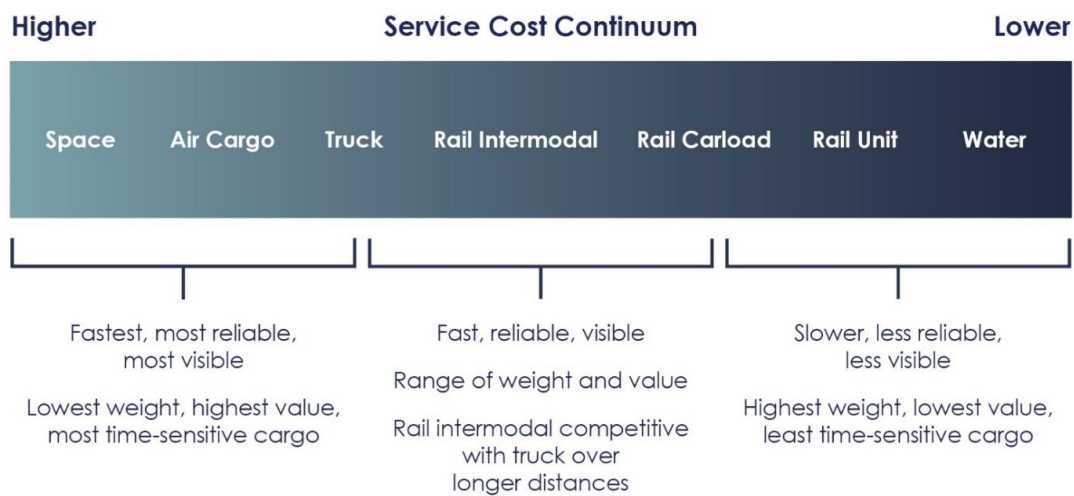 Higher Service Cost Continuum Lower
Space Air Cargo Truck Rail Intermodal Rail Carload Rail Unit Water
Fastest, most reliable,
most visible
Lowest weight, highest value,
most time-sensitive cargo
Fast, reliable, visible
Range of weight and value
Rail intermodal competitive
with truck over
longer distances
Slower, less reliable,
less visible
Highest weight, lowest value,
least time-sensitive cargo